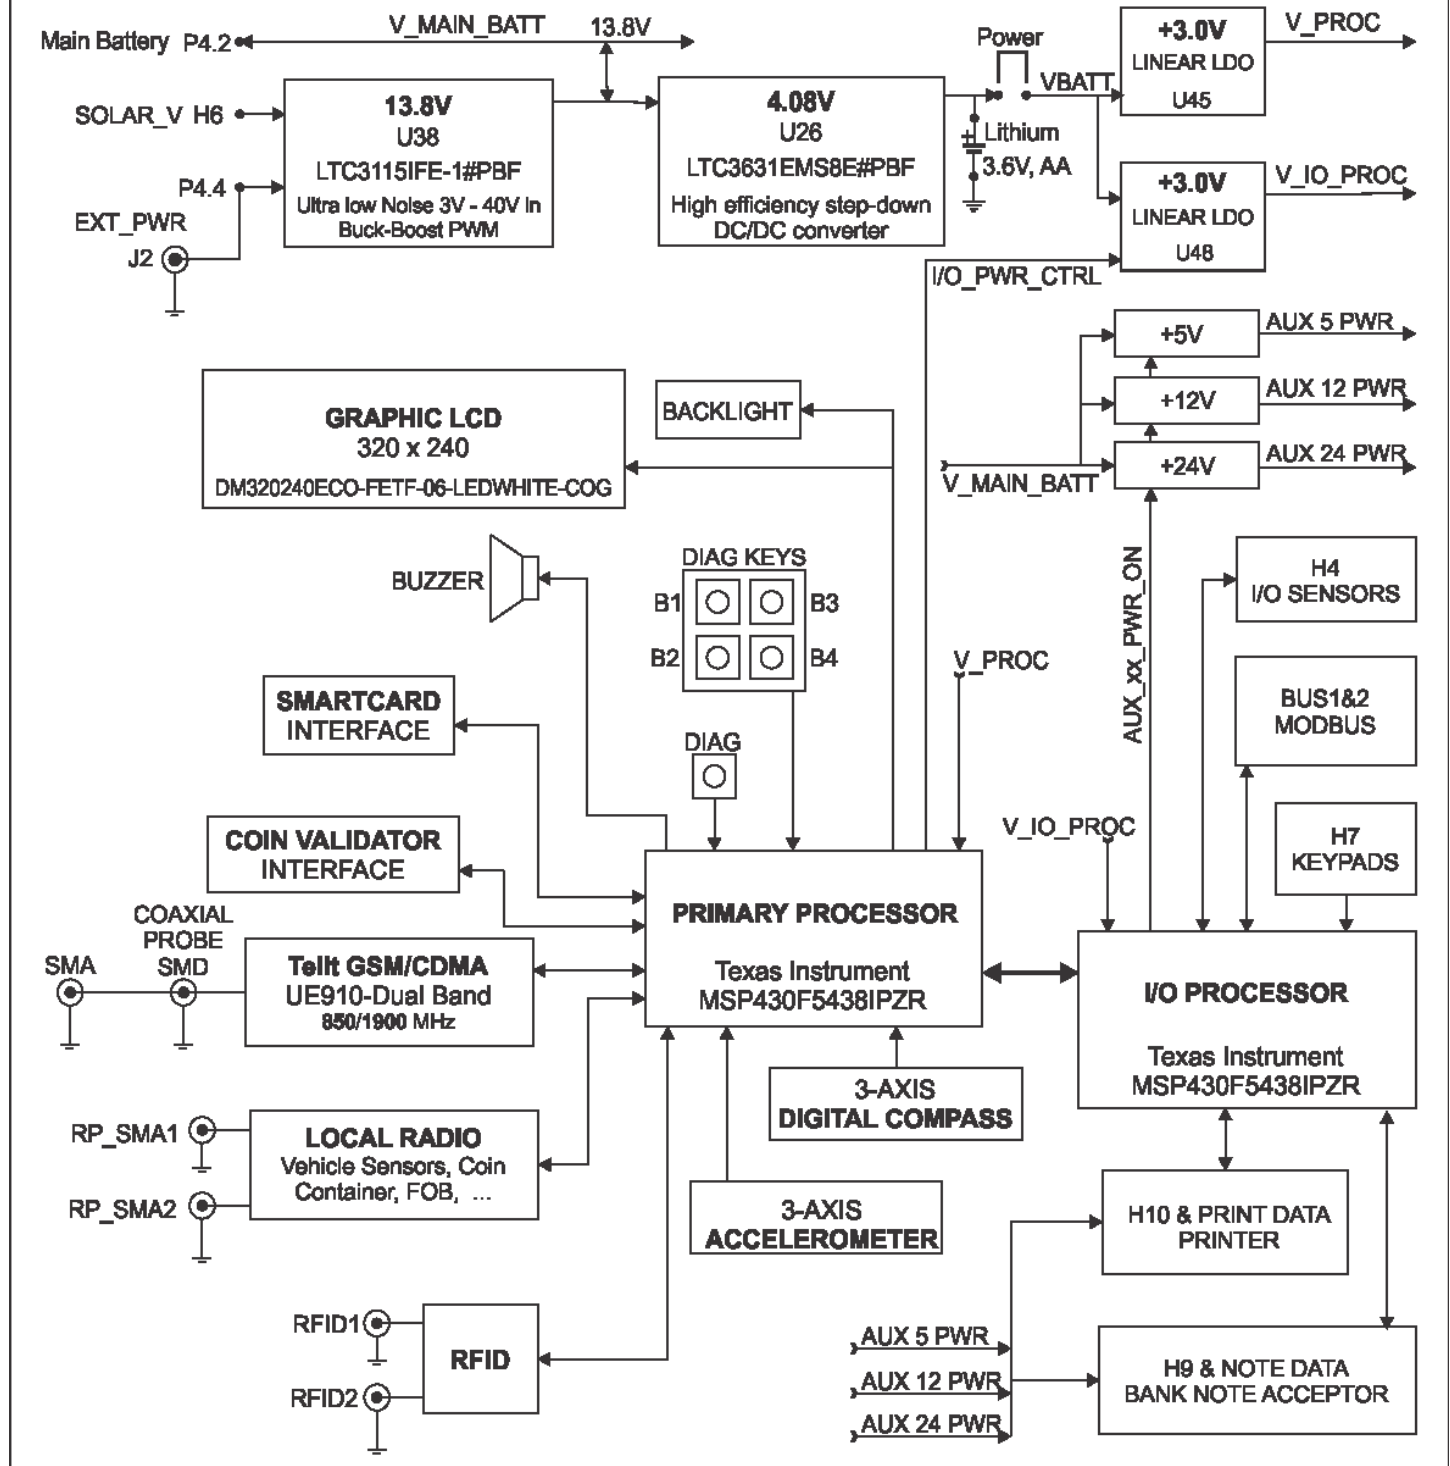 V_MAIN_BATT
13.8V
Main Battery P4.2
Power
+3.0V
LINEAR LDO
U45
V_PROC
SOLAR_V H6
13.8V
U38
LTC3115IFE-1#PBF
Ultra low Noise 3V - 40V In
Buck-Boost PWM
4.08V
U26
LTC3631EMS8E#PBF
High efficiency step-down
DC/DC converter
VBATT
+
Lithium
3.6V, AA
P4.4
EXT_PWR
J2
+3.0V
LINEAR LDO
U48
V_IO_PROC
I/O_PWR_CTRL
+5V
AUX 5 PWR
+12V
AUX 12 PWR
+24V
AUX 24 PWR
V_MAIN_BATT
GRAPHIC LCD
320 x 240
DM320240ECO-FETF-06-LEDWHITE-COG
BACKLIGHT
BUZZER
DIAG KEYS
B1
B3
B2
B4
AUX_xx_PWR_ON
H4
I/O SENSORS
V_PROC
SMARTCARD
INTERFACE
BUS1&2
MODBUS
DIAG
COIN VALIDATOR
INTERFACE
V_IO_PROC
H7
KEYPADS
PRIMARY PROCESSOR
Texas Instrument
MSP430F5438IPZR
COAXIAL
PROBE
SMD
SMA
Telit GSM/CDMA
UE910-Dual Band
850/1900 MHz
I/O PROCESSOR
Texas Instrument
MSP430F5438IPZR
3-AXIS
DIGITAL COMPASS
RP_SMA1
RP_SMA2
LOCAL RADIO
Vehicle Sensors, Coin
Container, FOB, ...
3-AXIS
ACCELEROMETER
H10 & PRINT DATA
PRINTER
RFID1
RFID2
RFID
AUX 5 PWR
AUX 12 PWR
AUX 24 PWR
H9 & NOTE DATA
BANK NOTE ACCEPTOR